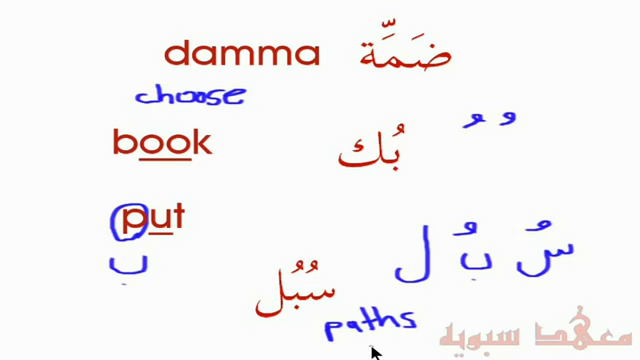 damma ضَمِّة
choose
book بُك ُ ُ
put
ب سُ بُ ل
سُبُل
paths
معهد سيبويه